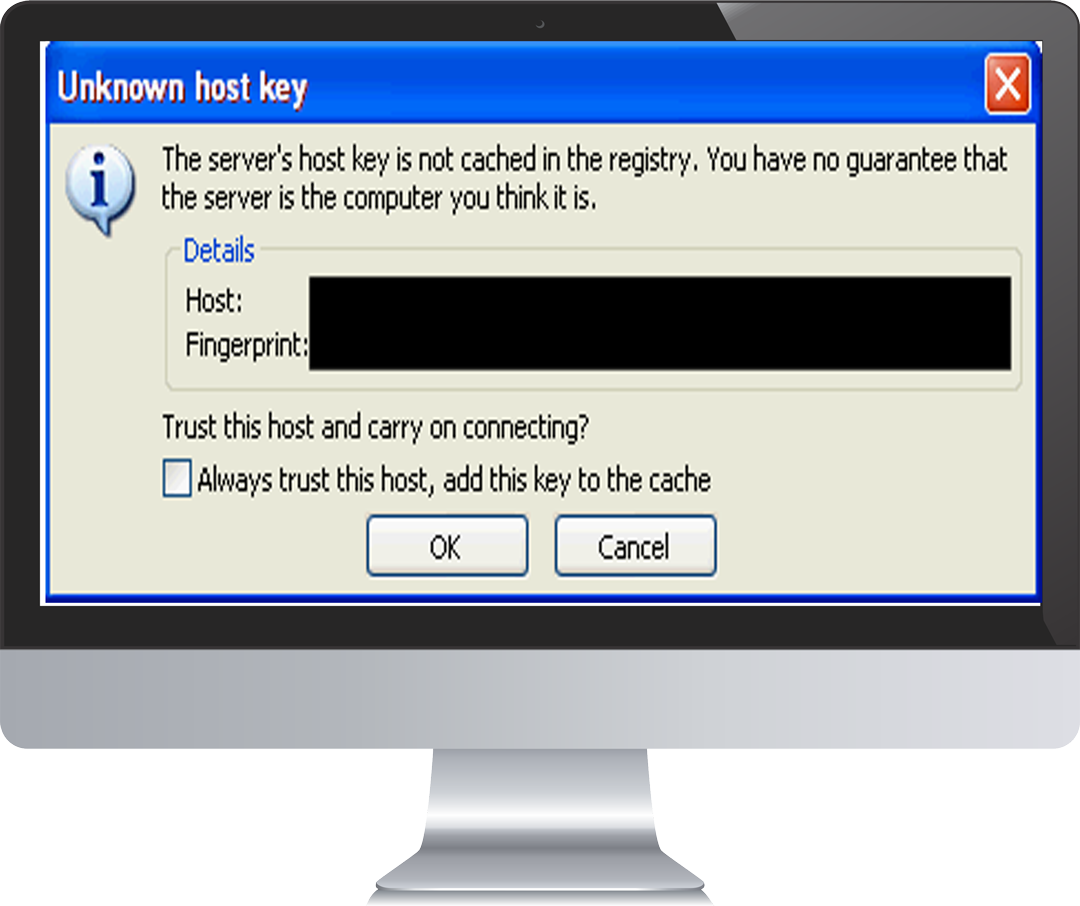 Unknown host key
The server's host key is not cached in the registry. You have no guarantee that
the server is the computer you think it is.
Details
Host:
Fingerprint:
Trust this host and carry on connecting?
Always trust this host, add this key to the cache
OK
Cancel